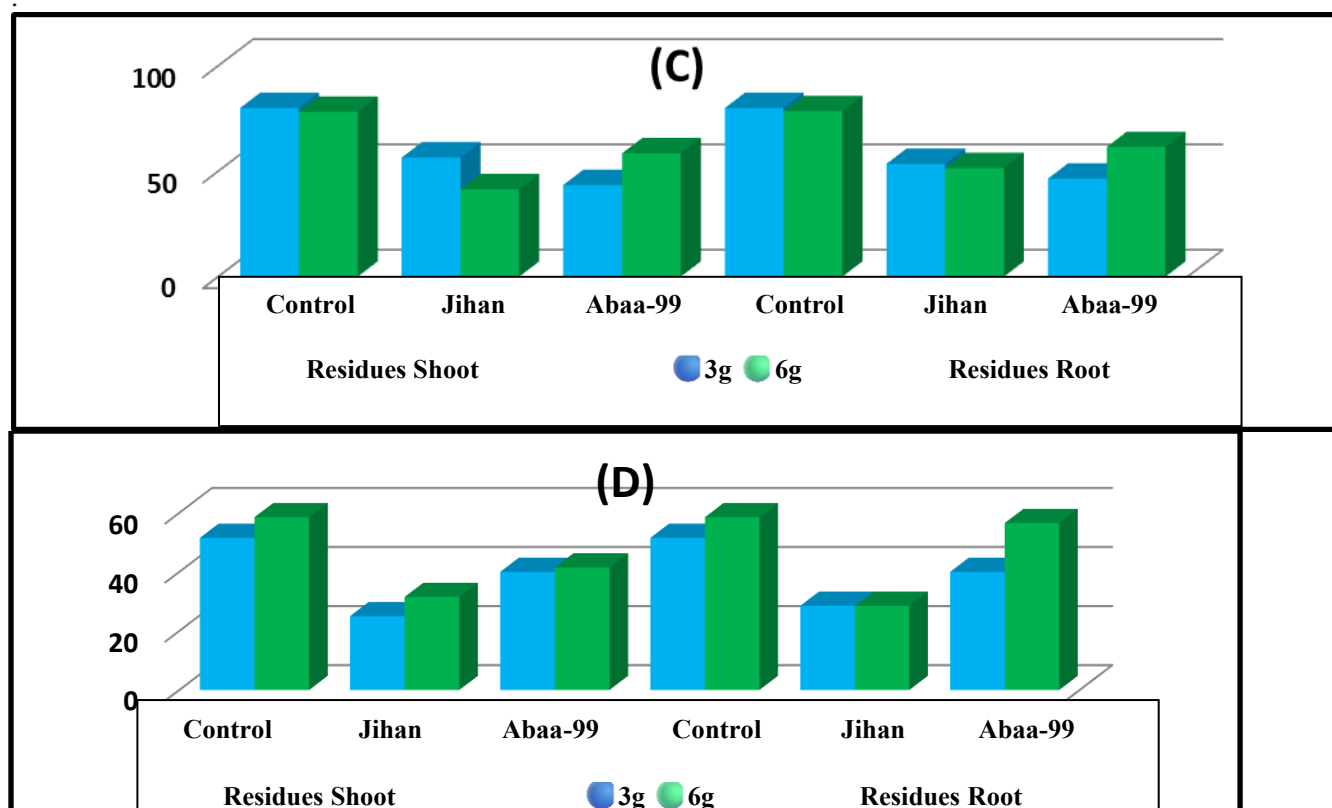 .
(C)
100
50
0
Control Jihan Abaa-99 Control Jihan Abaa-99
Residues Shoot 3g 6g Residues Root
(D)
60
40
20
0
Control Jihan Abaa-99 Control Jihan Abaa-99
Residues Shoot 3g 6g Residues Root